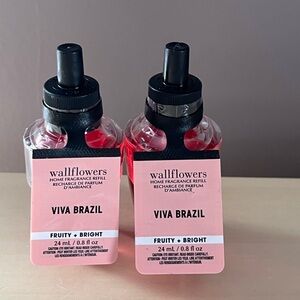 wallflowers
HOME FRAGRANCE REFILL
RECHARGE DE PARFUM
D'AMBIANCE
VIVA BRAZIL
FRUITY + BRIGHT
24 mL / 0.8 fl oz
wallflowers
HOME FRAGRANCE REFILL
RECHARGE DE PARFUM
D'AMBIANCE
VIVA BRAZIL
FRUITY + BRIGHT
24 mL / 0.8 fl oz